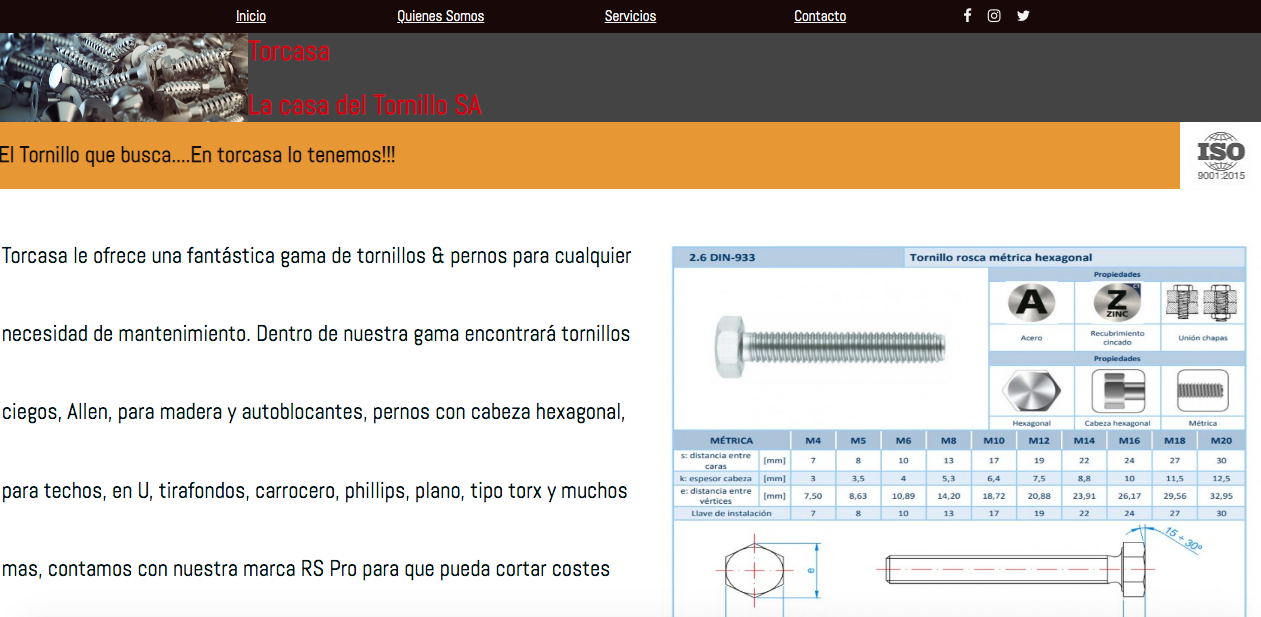 Inicio Quienes Somos Servicios Contacto
Torcasa
La casa del Tornillo SA
El Tornillo que busca....En torcasa lo tenemos!!!
ISO
9001:2015
Torcasa le ofrece una fantástica gama de tornillos & pernos para cualquier
necesidad de mantenimiento. Dentro de nuestra gama encontrará tornillos
ciegos, Allen, para madera y autoblocantes, pernos con cabeza hexagonal,
para techos, en U, tirafondos, carrocero, phillips, plano, tipo torx y muchos
mas, contamos con nuestra marca RS Pro para que pueda cortar costes
2.6 DIN-933 Tornillo rosca métrica hexagonal
Propiedades
A Z
ZINC
Acero Recubrimiento cincado Unión chapas
Propiedades
Hexagonal Cabeza hexagonal Métrica
MÉTRICA M4 M5 M6 M8 M10 M12 M14 M16 M18 M20
s: distancia entre caras [mm] 7 8 10 13 17 19 22 24 27 30
k: espesor cabeza [mm] 3 3,5 4 5,3 6,4 7,5 8,8 10 11,5 12,5
e: distancia entre vértices [mm] 7,50 8,63 10,89 14,20 18,72 20,88 23,91 26,17 29,56 32,95
Llave de instalación 7 8 10 13 17 19 22 24 27 30
15 ÷ 30º
e